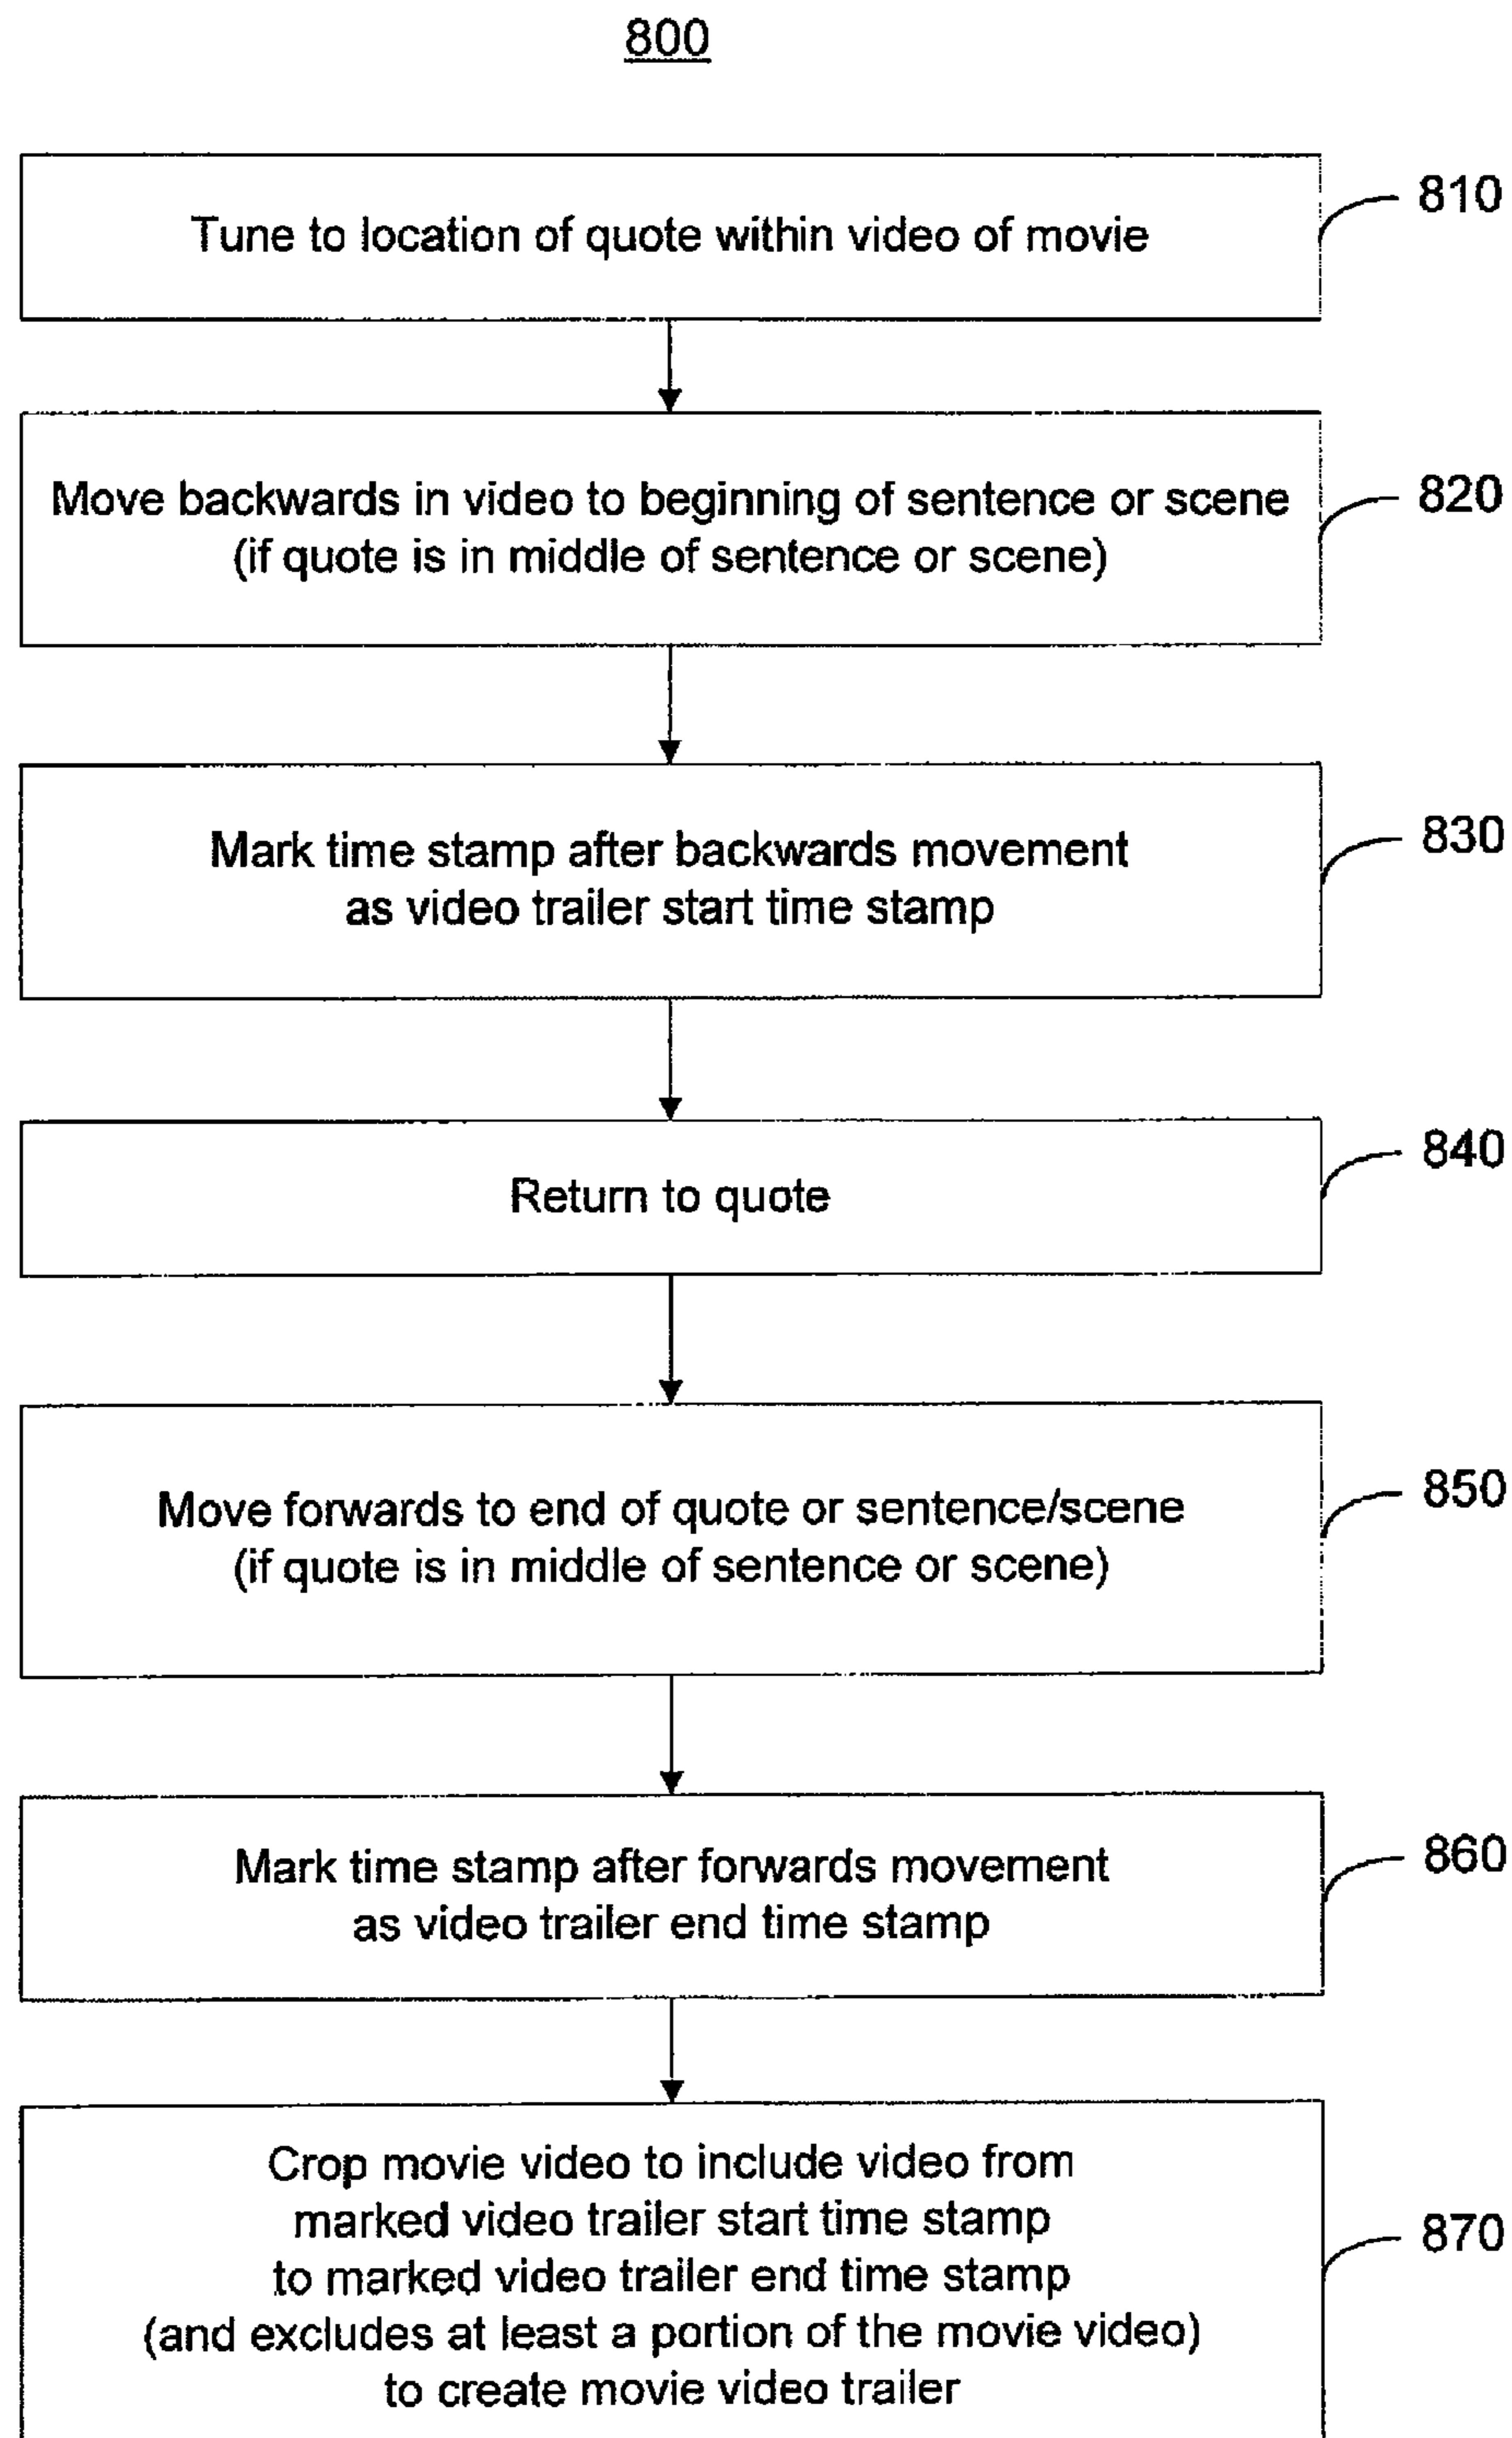 800
Tune to location of quote within video of movie
810
Move backwards in video to beginning of sentence or scene
(if quote is in middle of sentence or scene)
820
Mark time stamp after backwards movement
as video trailer start time stamp
830
Return to quote
840
Move forwards to end of quote or sentence/scene
(if quote is in middle of sentence or scene)
850
Mark time stamp after forwards movement
as video trailer end time stamp
860
Crop movie video to include video from
marked video trailer start time stamp
to marked video trailer end time stamp
(and excludes at least a portion of the movie video)
to create movie video trailer
870